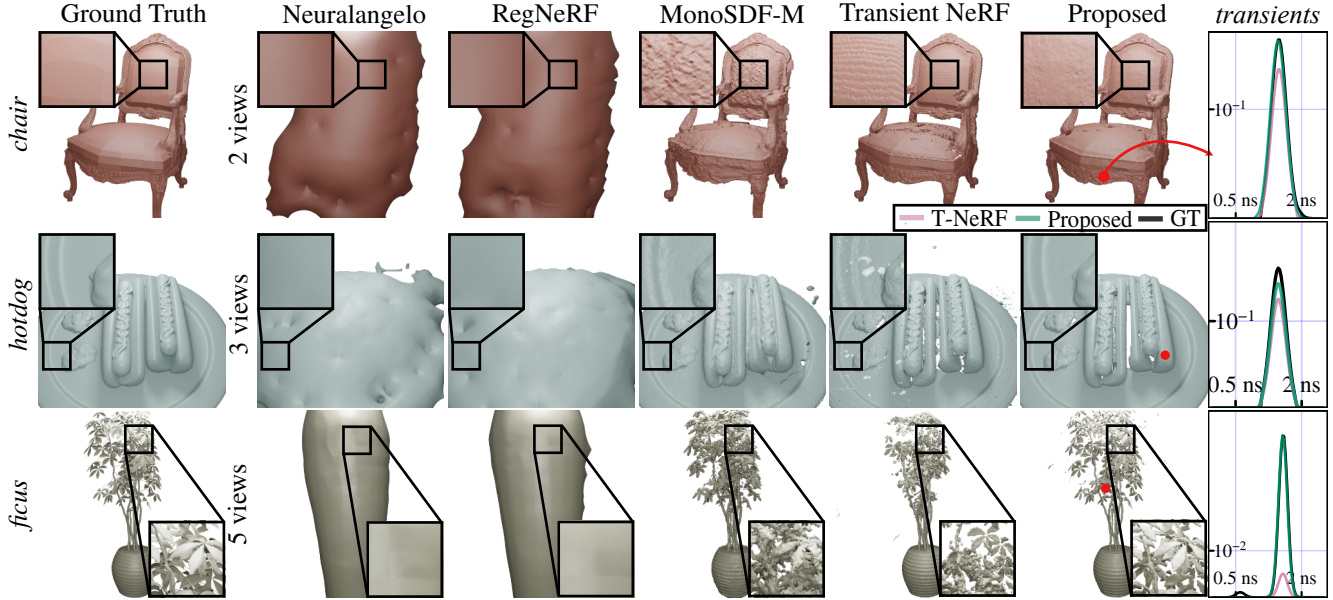 Ground Truth Neuralangelo RegNeRF MonoSDF-M Transient NeRF Proposed transients
chair
2 views
10⁻¹
0.5 ns 2 ns
T-NeRF Proposed GT
hotdog
3 views
10⁻¹
0.5 ns 2 ns
ficus
5 views
10⁻²
0.5 ns 2 ns